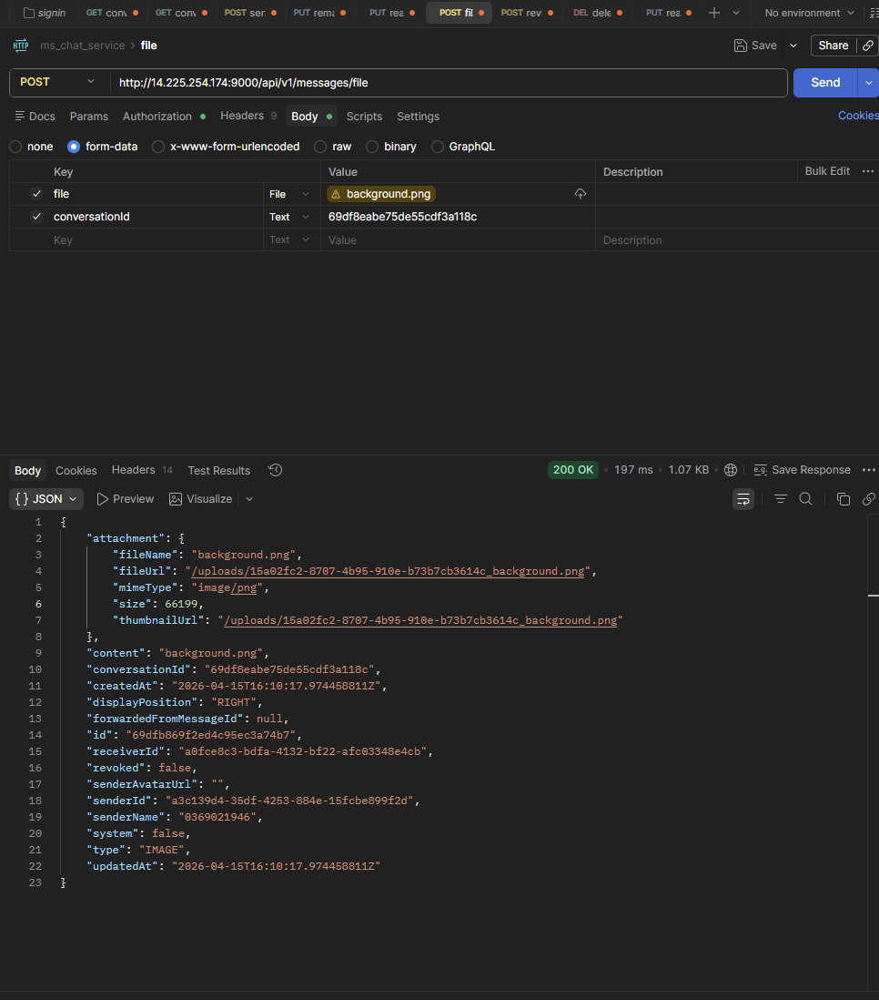 signin GET conv GET conv POST ser PUT rema PUT rea POST fil POST rev DEL dele PUT rea No environment
HTTP ms_chat_service > file Save Share
POST http://14.225.254.174:9000/api/v1/messages/file Send
Docs Params Authorization Headers 9 Body Scripts Settings Cookies
none form-data x-www-form-urlencoded raw binary GraphQL
Key Value Description Bulk Edit ···
file File background.png
conversationId Text 69df8eabe75de55cdf3a118c
Key Text Value Description
Body Cookies Headers 14 Test Results 200 OK • 197 ms • 1.07 KB • e.g. Save Response ···
{} JSON Preview Visualize
1 {
2 "attachment": {
3 "fileName": "background.png",
4 "fileUrl": "/uploads/15a02fc2-8707-4b95-910e-b73b7cb3614c_background.png",
5 "mimeType": "image/png",
6 "size": 66199,
7 "thumbnailUrl": "/uploads/15a02fc2-8707-4b95-910e-b73b7cb3614c_background.png"
8 },
9 "content": "background.png",
10 "conversationId": "69df8eabe75de55cdf3a118c",
11 "createdAt": "2026-04-15T16:10:17.974458811Z",
12 "displayPosition": "RIGHT",
13 "forwardedFromMessageId": null,
14 "id": "69dfb869f2ed4c95ec3a74b7",
15 "receiverId": "a0fce8c3-bdfa-4132-bf22-afc03348e4cb",
16 "revoked": false,
17 "senderAvatarUrl": "",
18 "senderId": "a3c139d4-35df-4253-884e-15fcbe899f2d",
19 "senderName": "0369021946",
20 "system": false,
21 "type": "IMAGE",
22 "updatedAt": "2026-04-15T16:10:17.974458811Z"
23 }